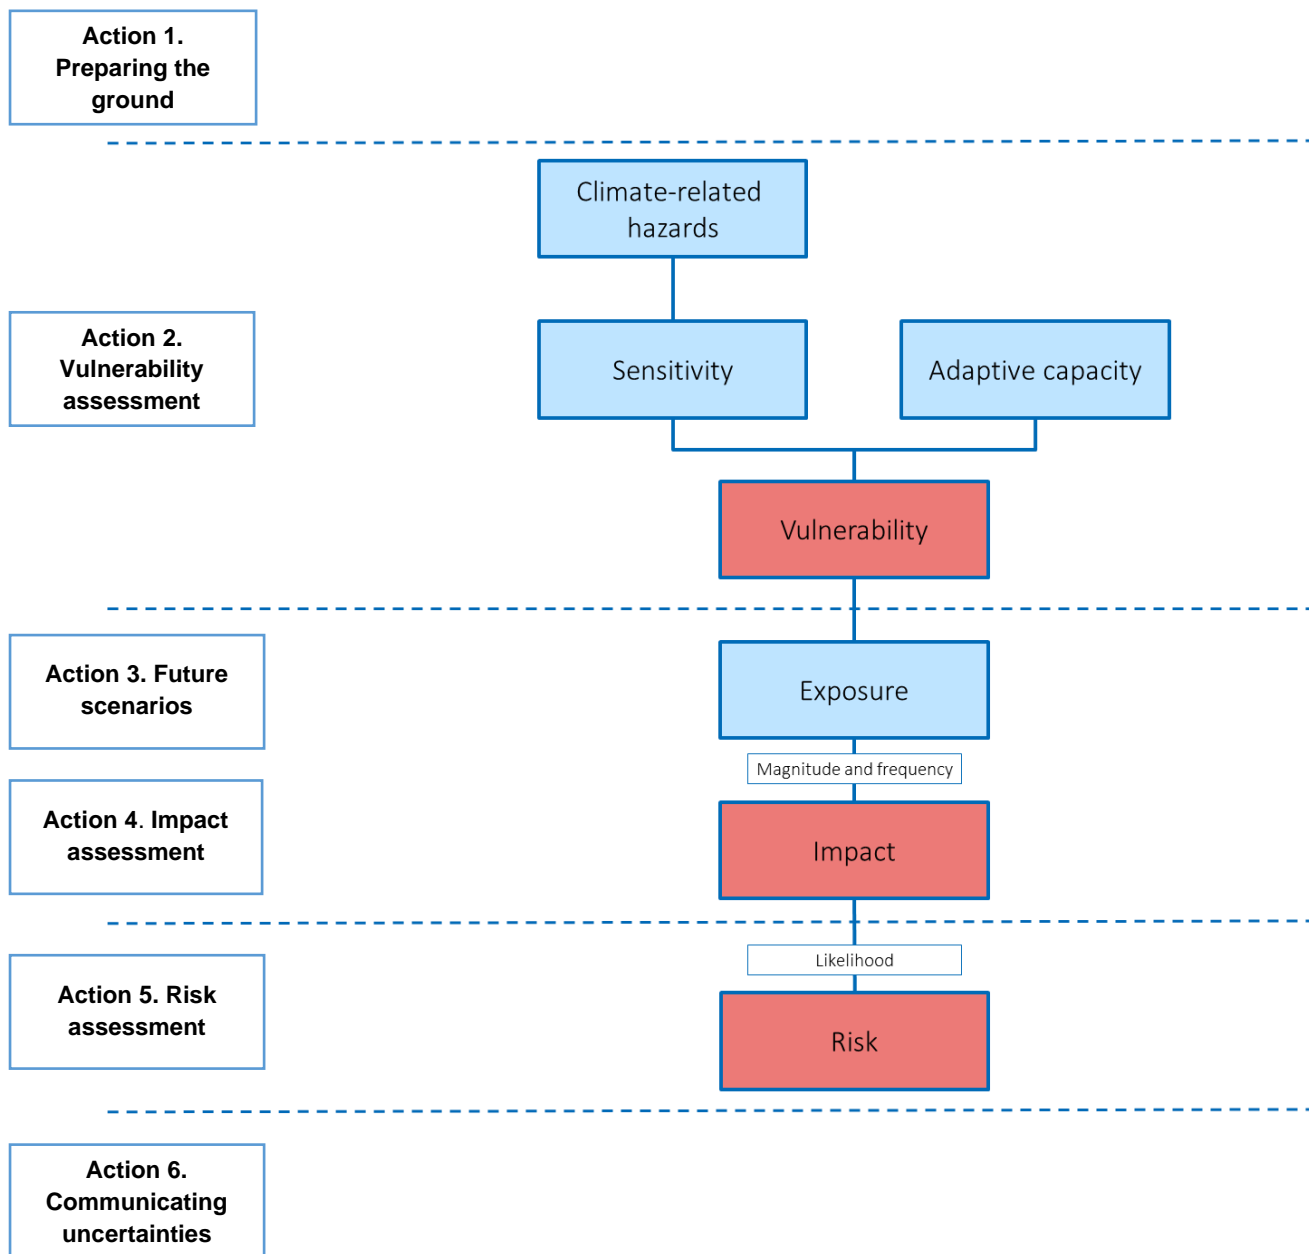 Action 1.
Preparing the
ground
Climate-related
hazards
Action 2.
Vulnerability
assessment
Sensitivity
Adaptive capacity
Vulnerability
Action 3. Future
scenarios
Exposure
Magnitude and frequency
Action 4. Impact
assessment
Impact
Likelihood
Action 5. Risk
assessment
Risk
Action 6.
Communicating
uncertainties